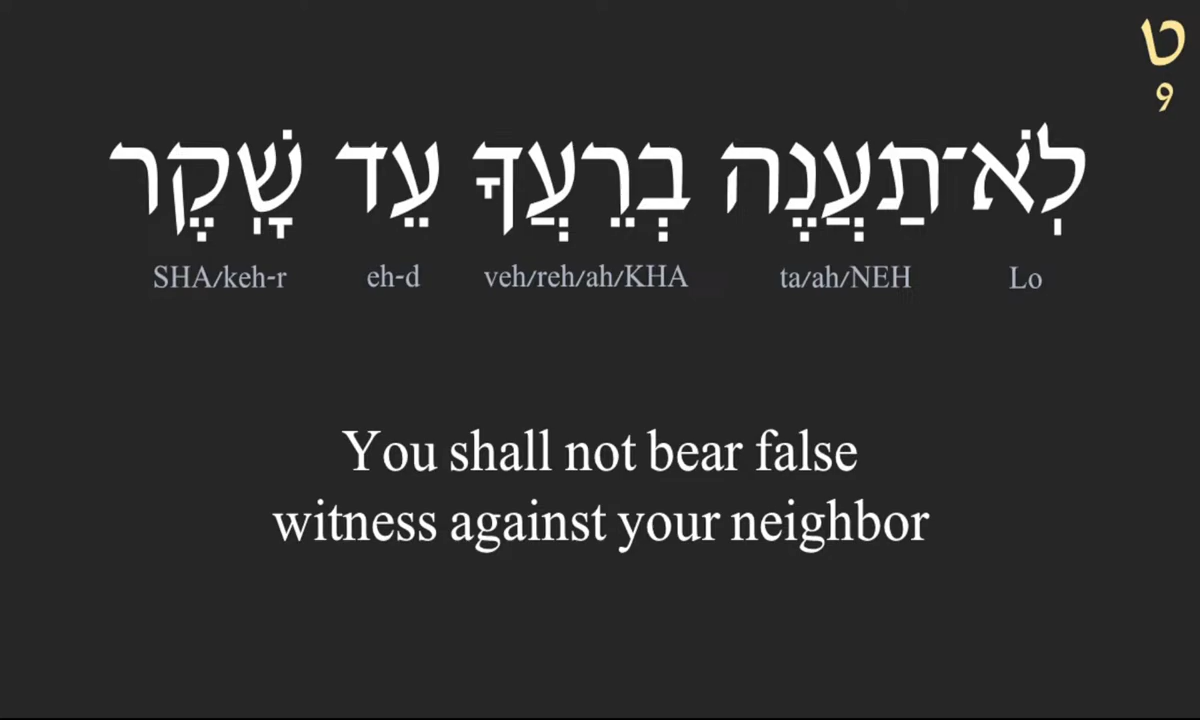 ט
9
לֹֽא־תַעֲנֶה בְרֵעֲךָ עֵד שָֽׁקֶר
SHA/keh-r eh-d veh/reh/ah/KHA ta/ah/NEH Lo
You shall not bear false
witness against your neighbor